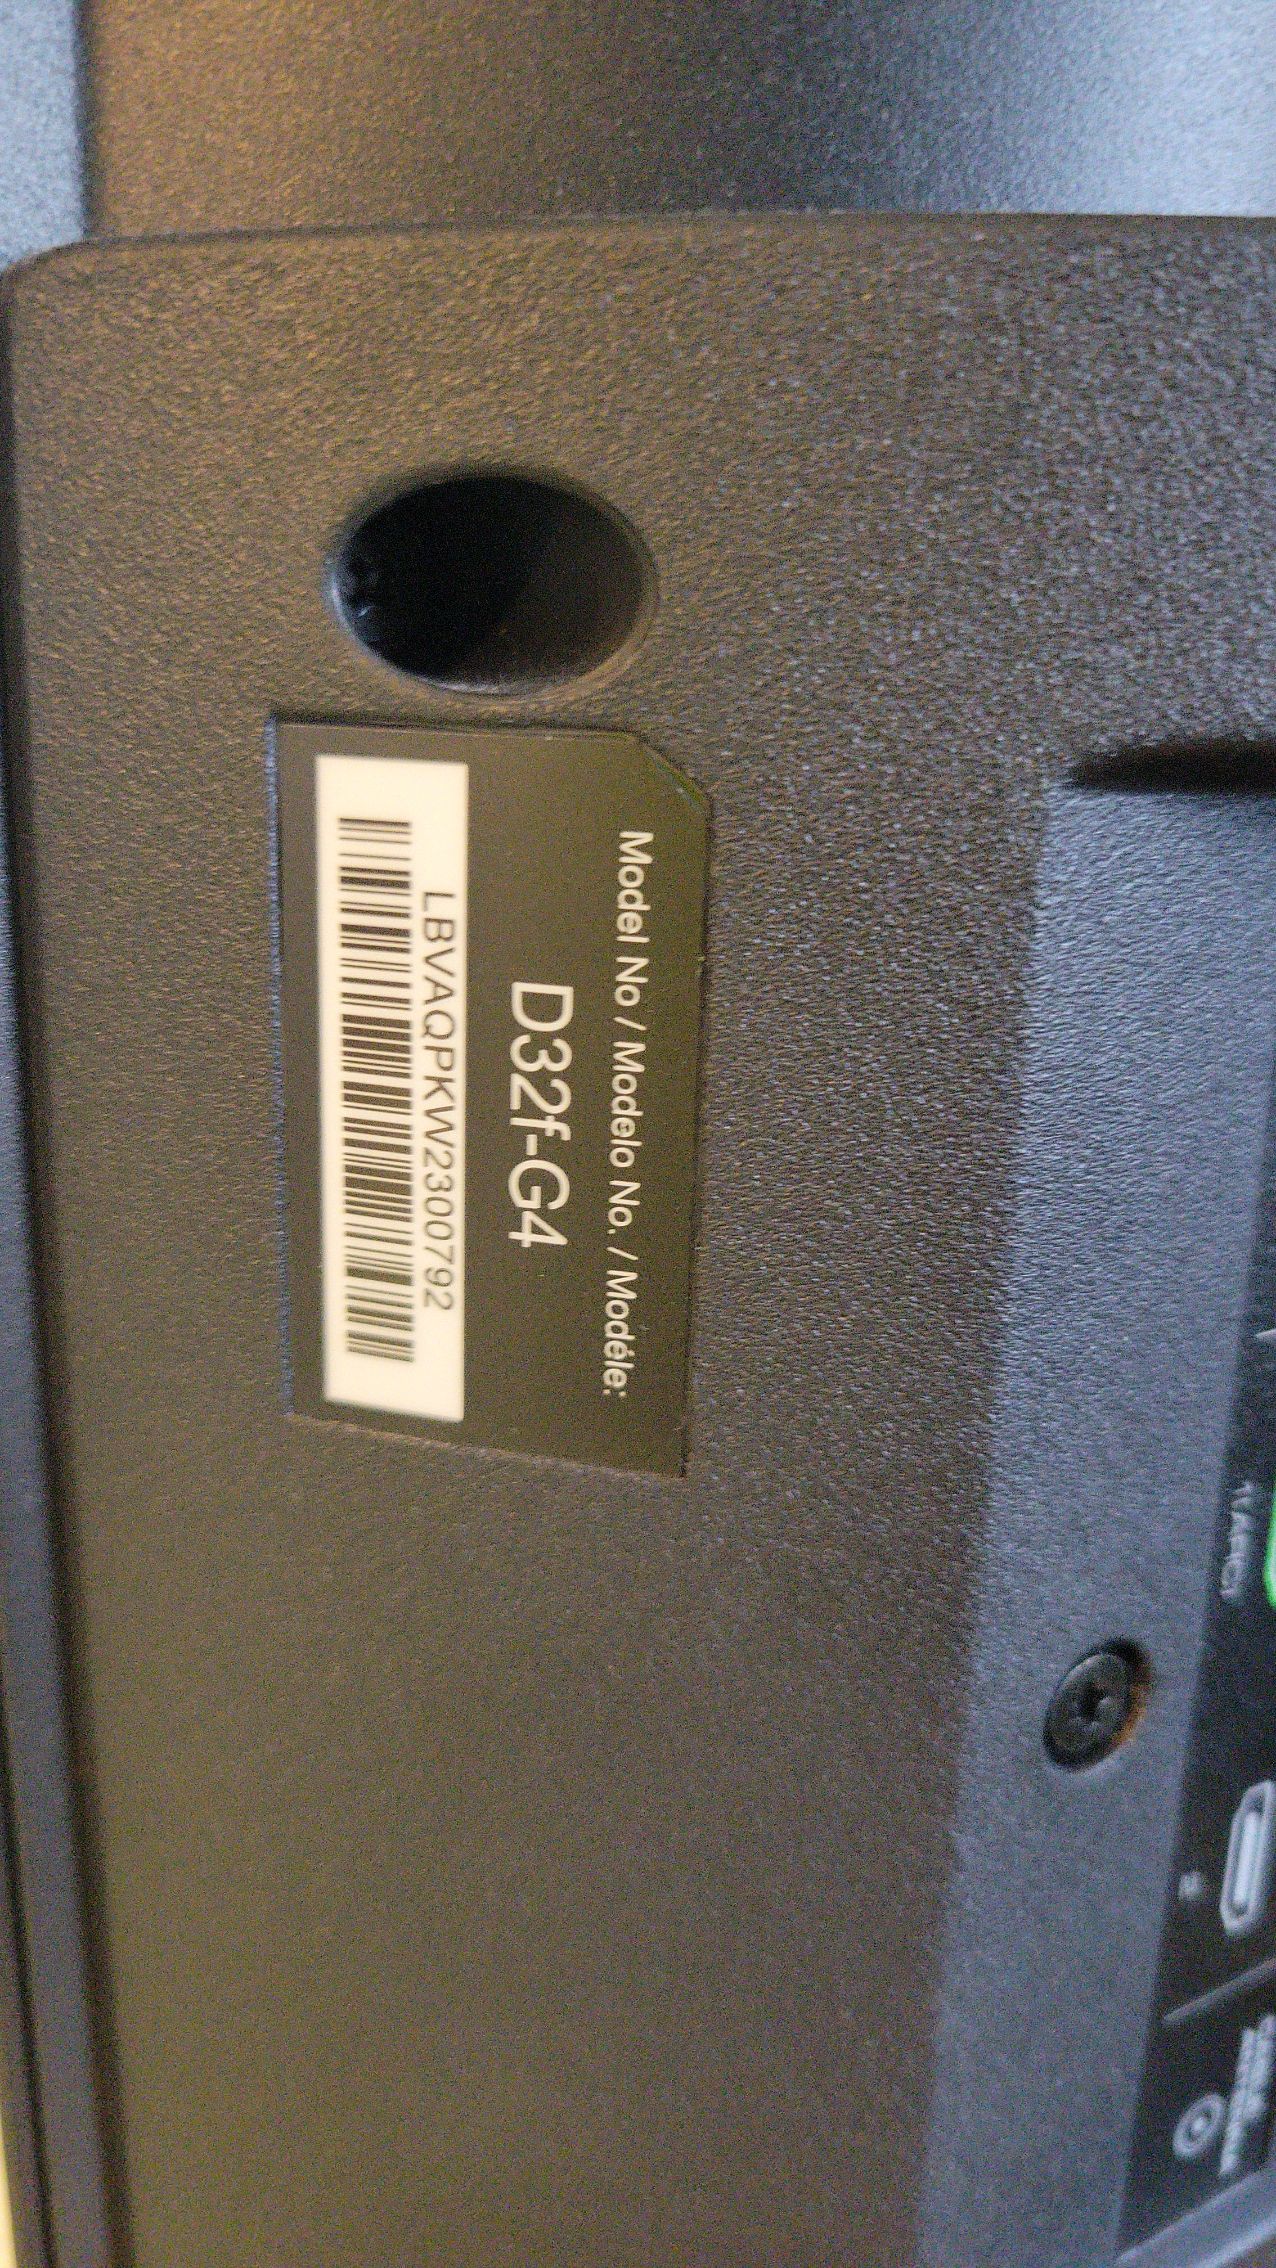 Model No / Modelo No. / Modéle:
D32f-G4
LBVAQPKW2300792